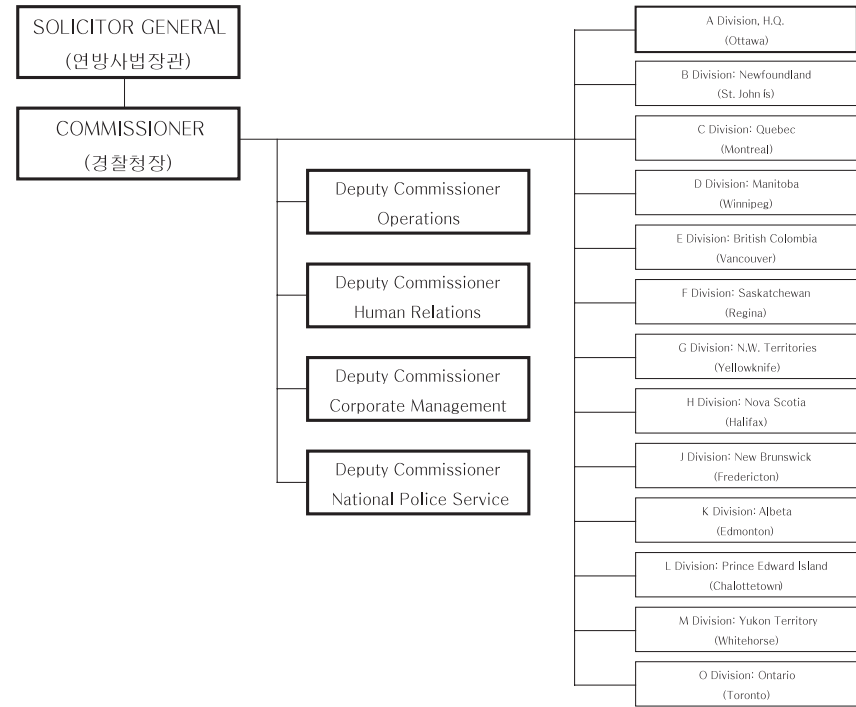 SOLICITOR GENERAL
(연방사법장관)
COMMISSIONER
(경찰청장)
Deputy Commissioner
Operations
Deputy Commissioner
Human Relations
Deputy Commissioner
Corporate Management
Deputy Commissioner
National Police Service
A Division, H.Q.
(Ottawa)
B Division: Newfoundland
(St. John ís)
C Division: Quebec
(Montreal)
D Division: Manitoba
(Winnipeg)
E Division: British Colombia
(Vancouver)
F Division: Saskatchewan
(Regina)
G Division: N.W. Territories
(Yellowknife)
H Division: Nova Scotia
(Halifax)
J Division: New Brunswick
(Fredericton)
K Division: Albeta
(Edmonton)
L Division: Prince Edward Island
(Chalottetown)
M Division: Yukon Territory
(Whitehorse)
O Division: Ontario
(Toronto)